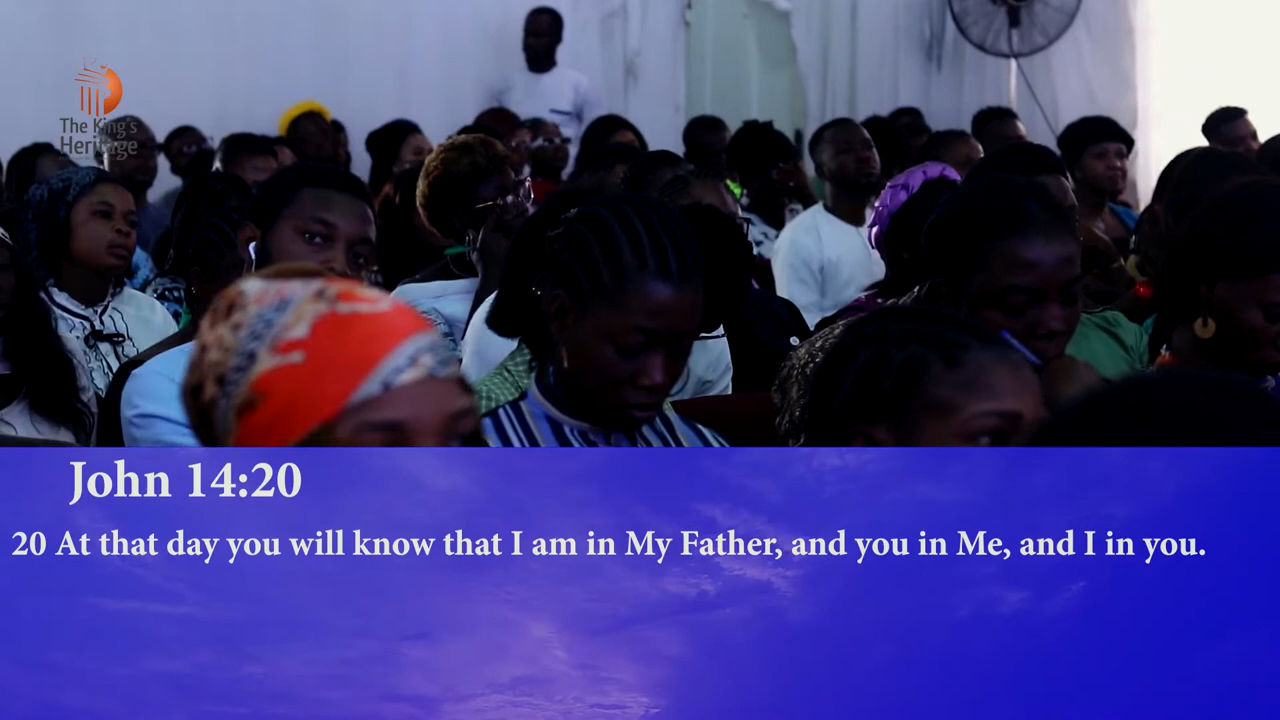 The King's
Heritage
John 14:20
20 At that day you will know that I am in My Father, and you in Me, and I in you.